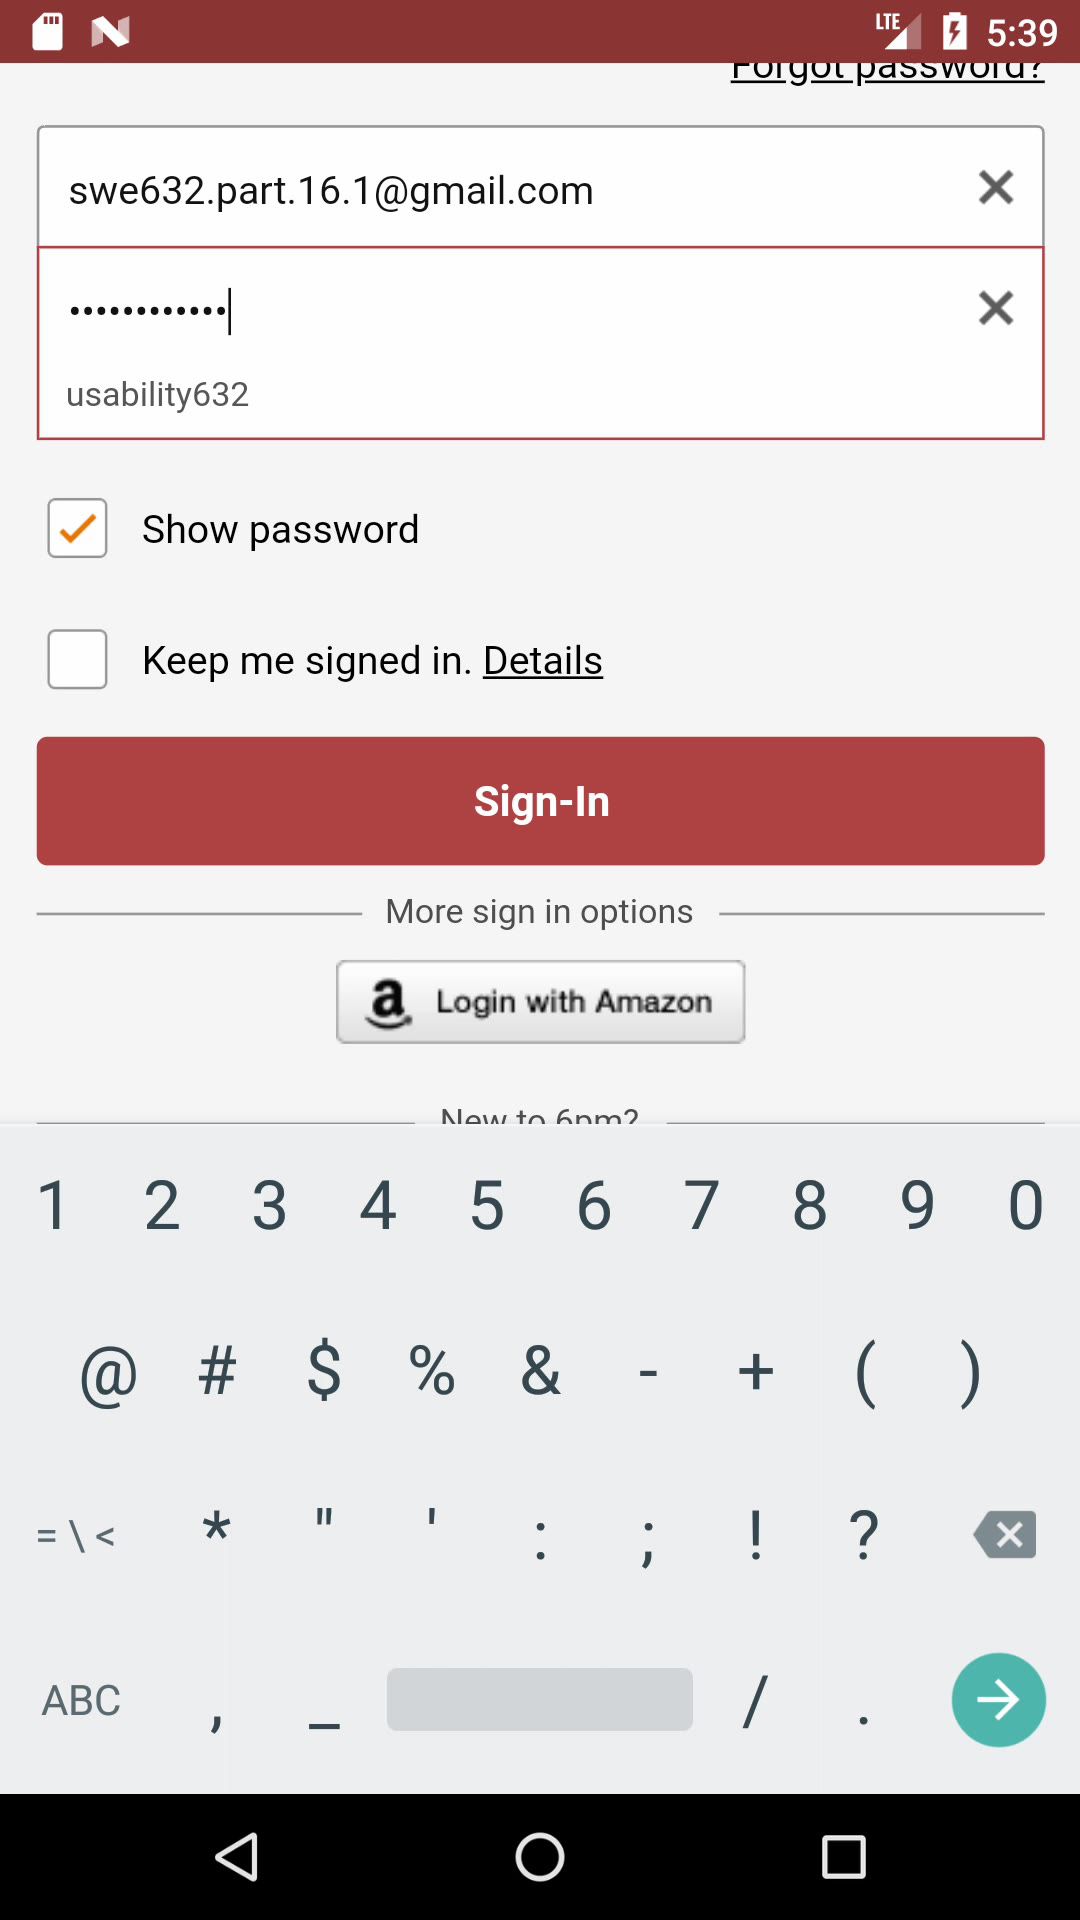 LTE 5:39
Forgot password?
swe632.part.16.1@gmail.com
••••••••••••
usability632
Show password
Keep me signed in. Details
Sign-In
More sign in options
a Login with Amazon
New to 6pm?
1 2 3 4 5 6 7 8 9 0
@ # $ % & - + ( )
= \ < * " ' : ; ! ?
ABC , _ / .